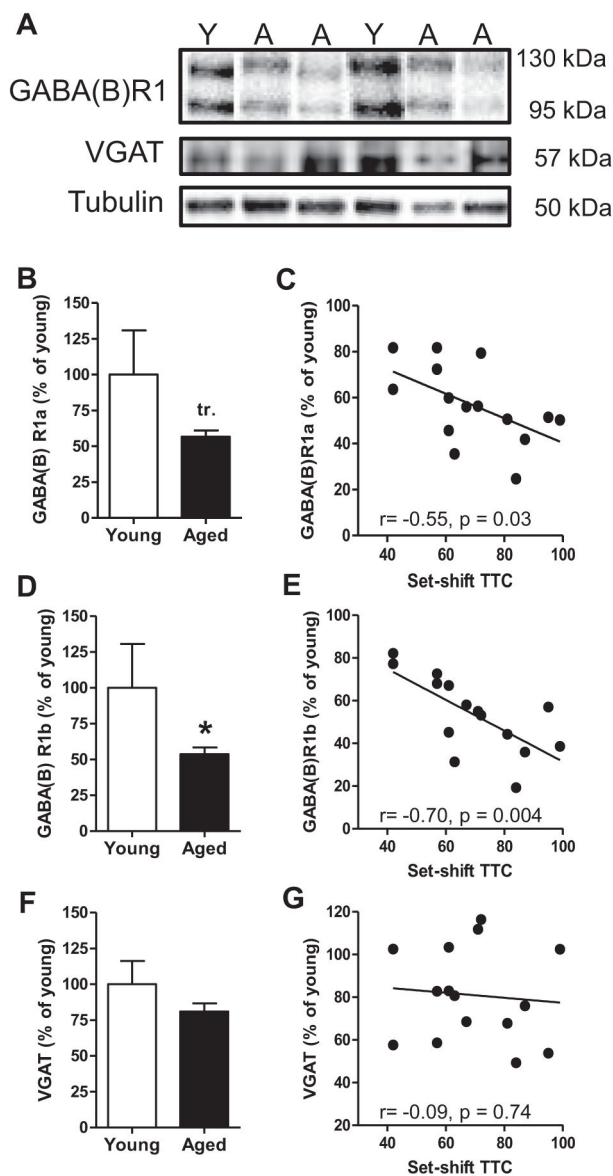 A
Y A A Y A A
GABA(B)R1
130 kDa
95 kDa
VGAT
57 kDa
Tubulin
50 kDa
B
GABA(B) R1a (% of young)
150
125
100
75
50
25
0
tr.
Young Aged
C
GABA(B)R1a (% of young)
100
80
60
40
20
0
r= -0.55, p = 0.03
40 60 80 100
Set-shift TTC
D
GABA(B) R1b (% of young)
150
125
100
75
50
25
0
*
Young Aged
E
GABA(B)R1b (% of young)
100
80
60
40
20
0
r= -0.70, p = 0.004
40 60 80 100
Set-shift TTC
F
VGAT (% of young)
150
125
100
75
50
25
0
Young Aged
G
VGAT (% of young)
120
100
80
60
40
20
r= -0.09, p = 0.74
40 60 80 100
Set-shift TTC